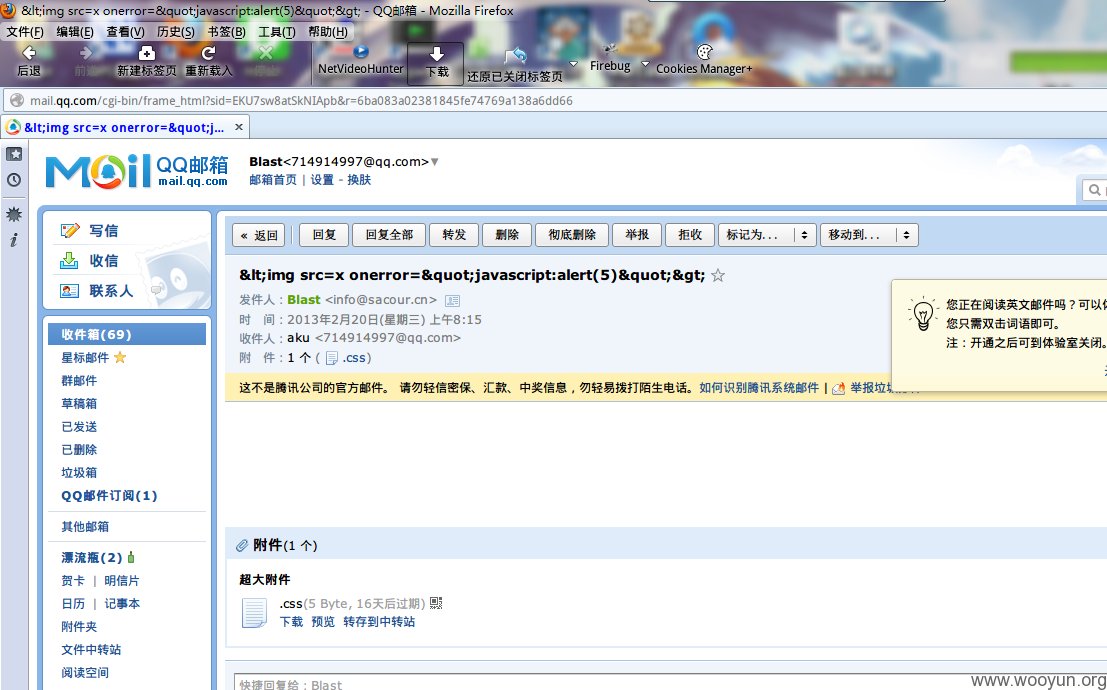 &lt;img src=x onerror=&quot;javascript:alert(5)&quot;&gt; - QQ邮箱 - Mozilla Firefox
文件(F) 编辑(E) 查看(V) 历史(S) 书签(B) 工具(T) 帮助(H)
后退 新建标签页 重新载入 NetVideoHunter 下载 还原已关闭标签页 Firebug Cookies Manager+
mail.qq.com/cgi-bin/frame_html?sid=EKU7sw8atSkNIApb&r=6ba083a02381845fe74769a138a6dd66
&lt;img src=x onerror=&quot;j... ×
Mail QQ邮箱 mail.qq.com
Blast<714914997@qq.com>▼
邮箱首页 | 设置 - 换肤
写信
收信
联系人
收件箱(69)
星标邮件
群邮件
草稿箱
已发送
已删除
垃圾箱
QQ邮件订阅(1)
其他邮箱
漂流瓶(2)
贺卡 | 明信片
日历 | 记事本
附件夹
文件中转站
阅读空间
« 返回 回复 回复全部 转发 删除 彻底删除 举报 拒收 标记为... 移动到...
&lt;img src=x onerror=&quot;javascript:alert(5)&quot;&gt; ☆
发件人：Blast <info@sacour.cn>
时 间：2013年2月20日(星期三) 上午8:15
收件人：aku <714914997@qq.com>
附 件：1 个 ( .css)
您正在阅读英文邮件吗？可以
您只需双击词语即可。
注：开通之后可到体验室关闭。
这不是腾讯公司的官方邮件。 请勿轻信密保、汇款、中奖信息，勿轻易拨打陌生电话。如何识别腾讯系统邮件 | 举报垃圾
附件(1 个)
超大附件
.css(5 Byte, 16天后过期)
下载 预览 转存到中转站
快捷回复给：Blast
www.wooyun.org